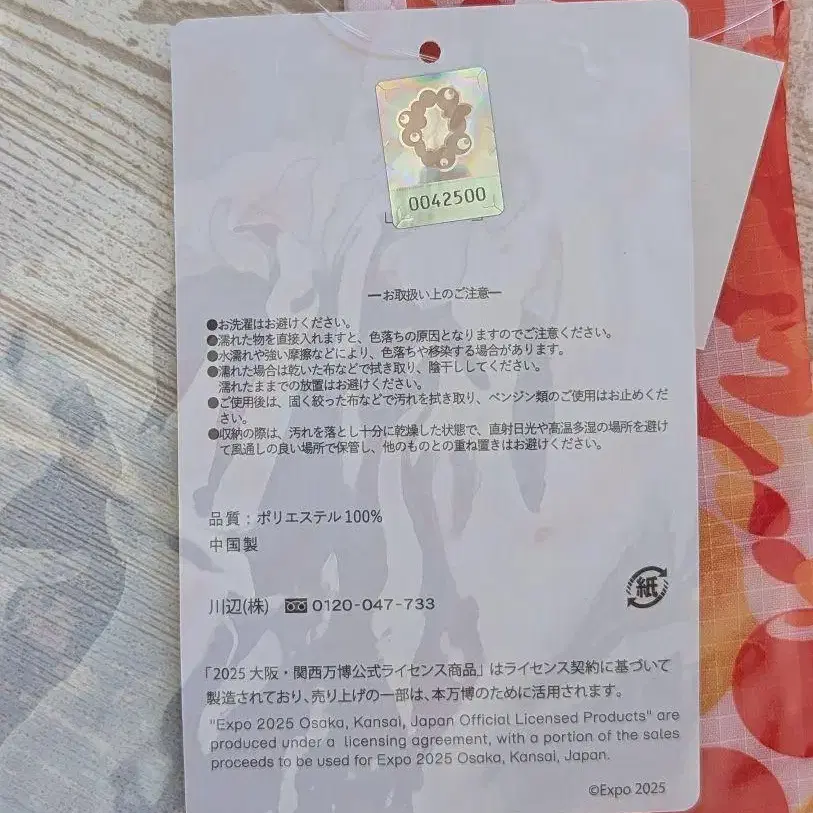 0042500
ーお取扱い上のご注意ー
●お洗濯はお避けください。
●濡れた物を直接入れますと、色落ちの原因となりますのでご注意ください。
●水濡れや強い摩擦などにより、色落ちや移染する場合があります。
●濡れた場合は乾いた布などで拭き取り、陰干ししてください。
濡れたままでの放置はお避けください。
●ご使用後は、固く絞った布などで汚れを拭き取り、ベンジン類のご使用はお止めくだ
さい。
●収納の際は、汚れを落とし十分に乾燥した状態で、直射日光や高温多湿の場所を避け
て風通しの良い場所で保管し、他のものとの重ね置きはお避けください。
品質：ポリエステル100%
中国製
紙
川辺(株) 0120-047-733
「2025 大阪・関西万博公式ライセンス商品」はライセンス契約に基づいて
製造されており、売り上げの一部は、本万博のために活用されます。
"Expo 2025 Osaka, Kansai, Japan Official Licensed Products" are
produced under a licensing agreement, with a portion of the sales
proceeds to be used for Expo 2025 Osaka, Kansai, Japan.
©Expo 2025